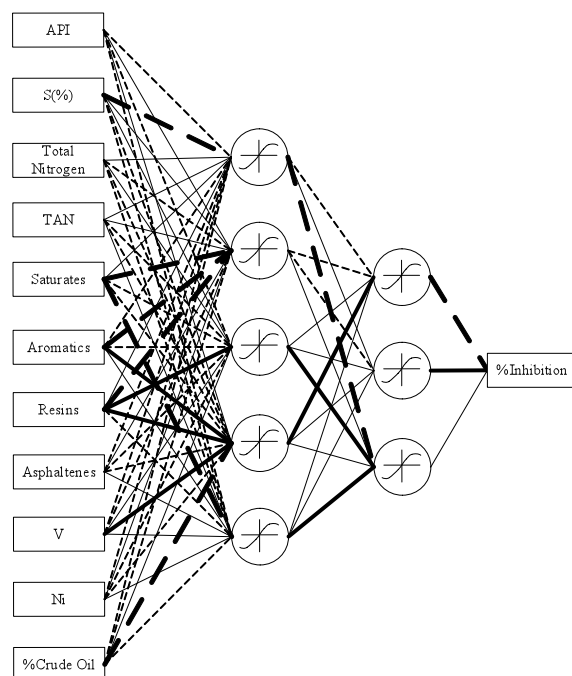 API
S(%)
Total
Nitrogen
TAN
Saturates
Aromatics
Resins
Asphaltenes
V
Ni
%Crude Oil
%Inhibition